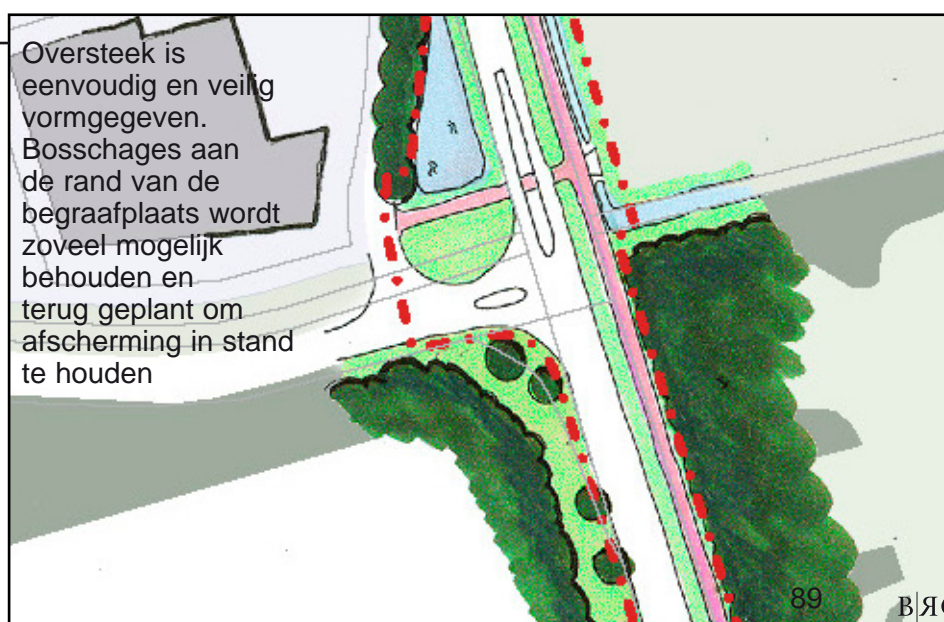 Oversteek is
eenvoudig en veilig
vormgegeven.
Bosschages aan
de rand van de
begraafplaats wordt
zoveel mogelijk
behouden en
terug geplant om
afscherming in stand
te houden
89